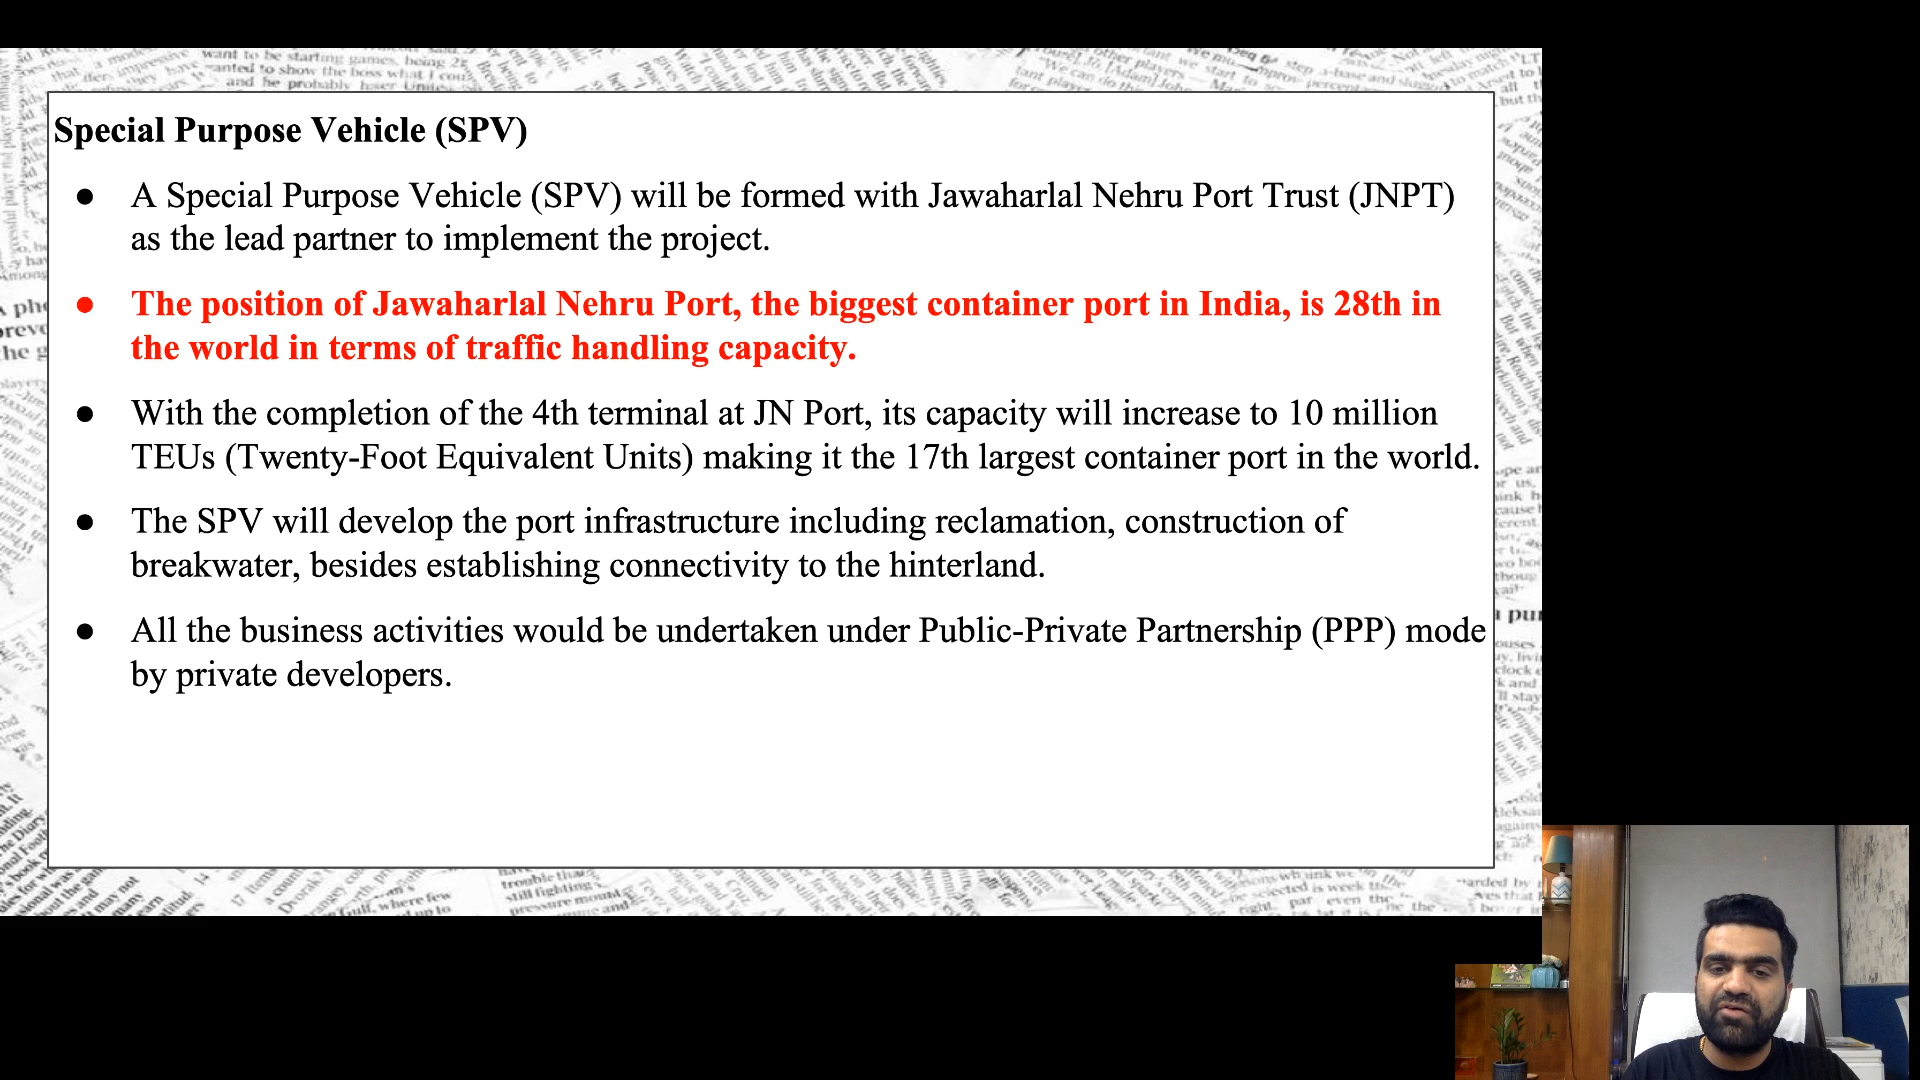 Special Purpose Vehicle (SPV)
● A Special Purpose Vehicle (SPV) will be formed with Jawaharlal Nehru Port Trust (JNPT)
as the lead partner to implement the project.
● The position of Jawaharlal Nehru Port, the biggest container port in India, is 28th in
the world in terms of traffic handling capacity.
● With the completion of the 4th terminal at JN Port, its capacity will increase to 10 million
TEUs (Twenty-Foot Equivalent Units) making it the 17th largest container port in the world.
● The SPV will develop the port infrastructure including reclamation, construction of
breakwater, besides establishing connectivity to the hinterland.
● All the business activities would be undertaken under Public-Private Partnership (PPP) mode
by private developers.